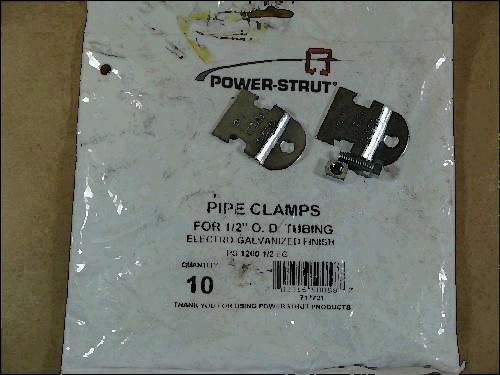 POWER-STRUT®
PIPE CLAMPS
FOR 1/2" O. D. TUBING
ELECTRO-GALVANIZED FINISH
PS 1200 1/2 EG
QUANTITY
10
717721
THANK YOU FOR USING POWER-STRUT PRODUCTS